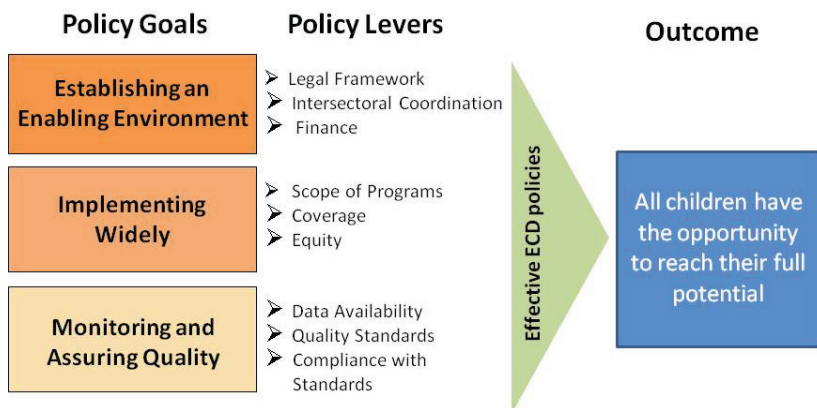 Policy Goals
Policy Levers
Outcome
Establishing an
Enabling Environment
➢ Legal Framework
➢ Intersectoral Coordination
➢ Finance
Implementing
Widely
➢ Scope of Programs
➢ Coverage
➢ Equity
Monitoring and
Assuring Quality
➢ Data Availability
➢ Quality Standards
➢ Compliance with
Standards
Effective ECD policies
All children have
the opportunity
to reach their full
potential